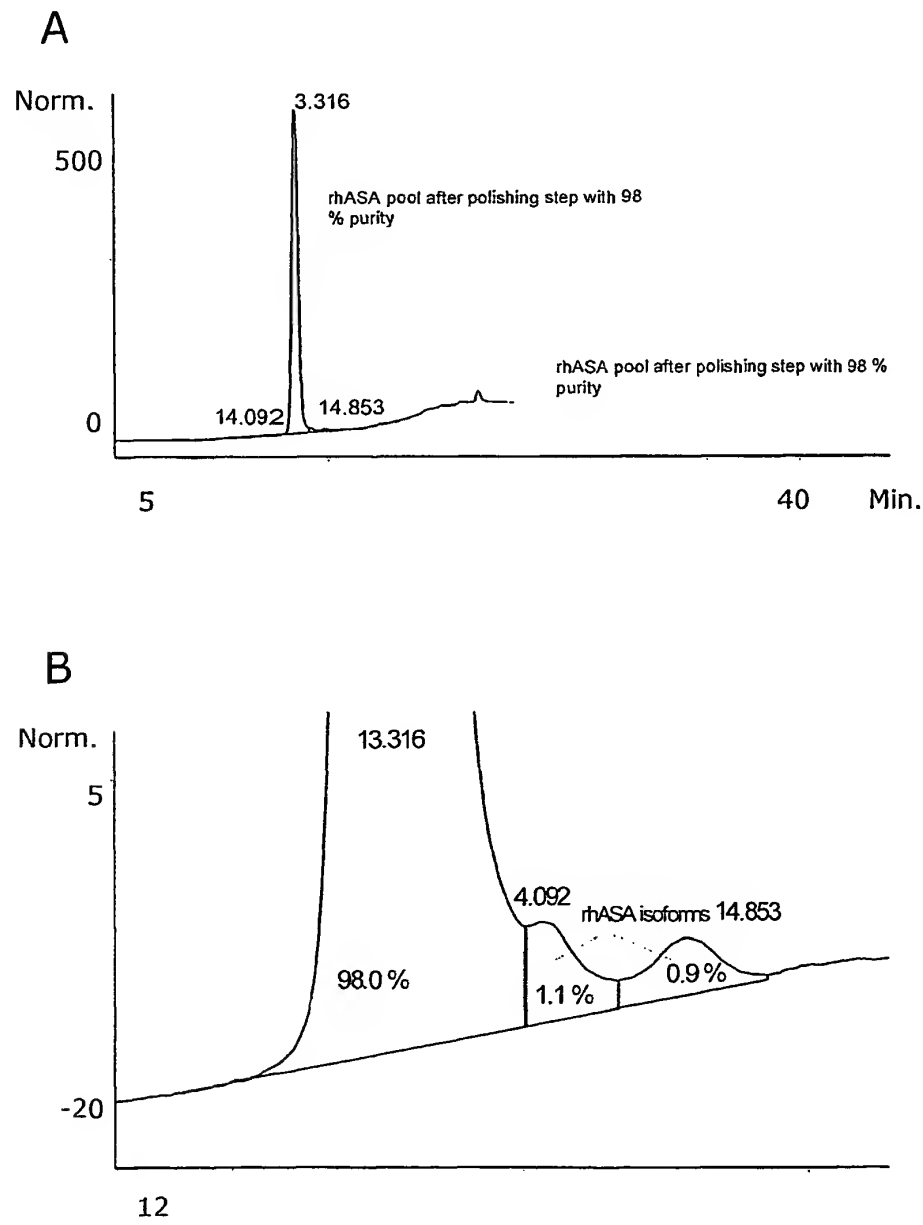 A
Norm.
3.316
500
rhASA pool after polishing step with 98
% purity
rhASA pool after polishing step with 98 %
purity
14.092
14.853
0
5
40
Min.
B
Norm.
13.316
5
4.092
rhASA isoforms 14.853
98.0 %
1.1 %
0.9 %
-20
12